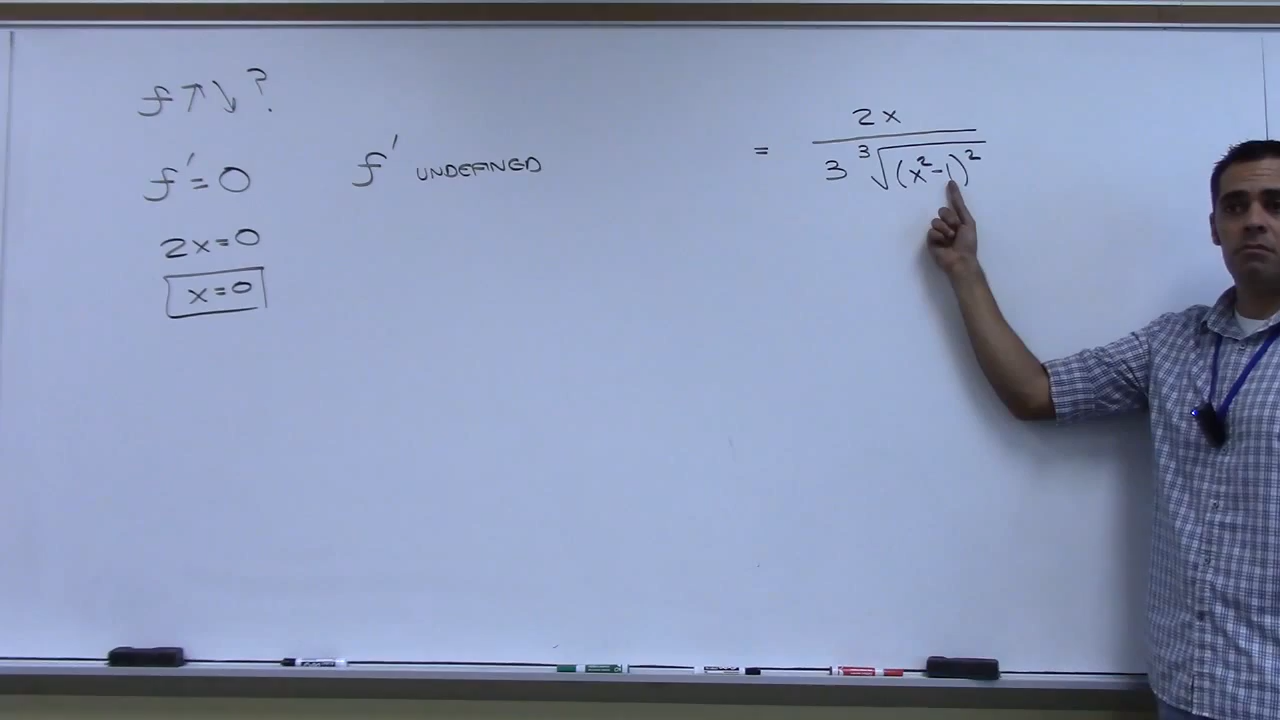 f↑↓?
f'=0
f' UNDEFINED
2x=0
x=0
= 2x
3 ∛(x²-1)²